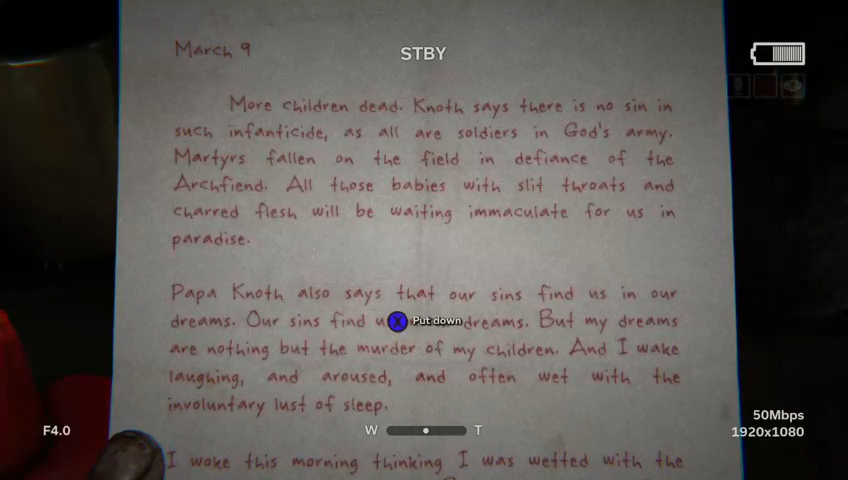 March 9
STBY
More children dead. Knoth says there is no sin in
such infanticide, as all are soldiers in God's army.
Martyrs fallen on the field in defiance of the
Archfiend. All those babies with slit throats and
charred flesh will be waiting immaculate for us in
paradise.
Papa Knoth also says that our sins find us in our
dreams. Our sins find dreams. But my dreams
X Put down
are nothing but the murder of my children. And I wake
laughing, and aroused, and often wet with the
involuntary lust of sleep.
I woke this morning thinking I was wetted with the
F4.0
W T
50Mbps
1920x1080